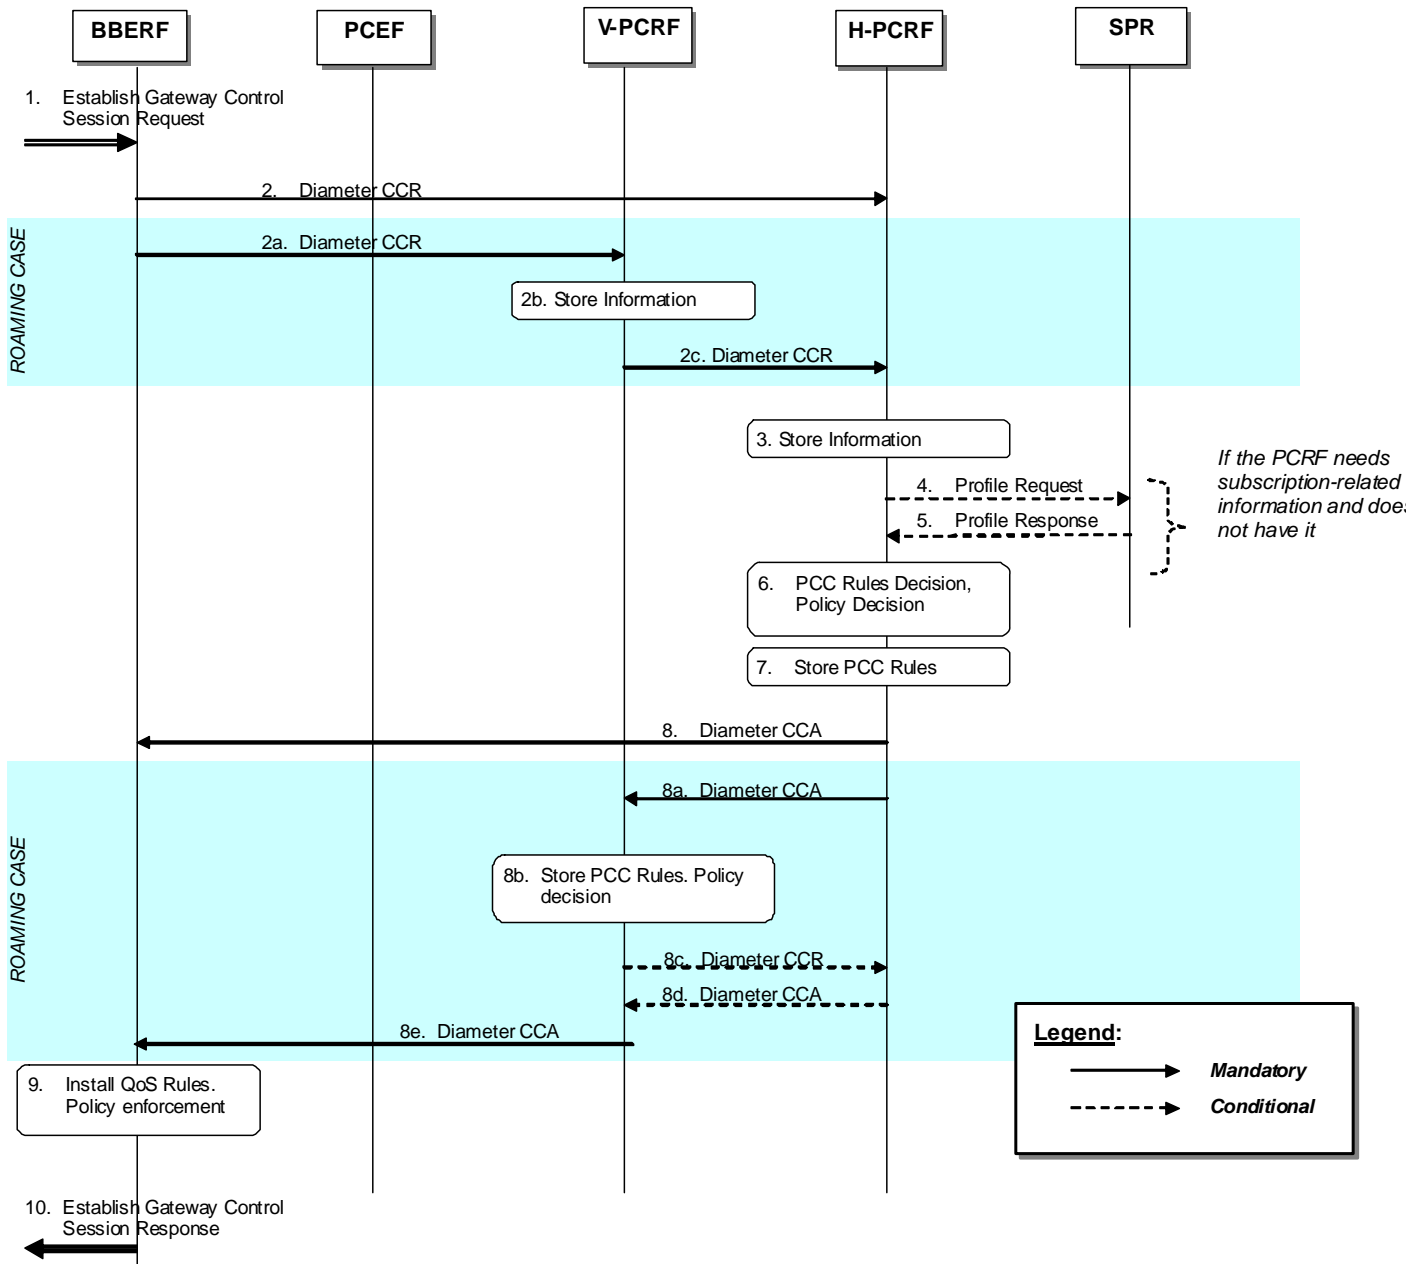 BBERF
PCEF
V-PCRF
H-PCRF
SPR
1. Establish Gateway Control
Session Request
2. Diameter CCR
ROAMING CASE
2a. Diameter CCR
2b. Store Information
2c. Diameter CCR
3. Store Information
4. Profile Request
5. Profile Response
If the PCRF needs
subscription-related
information and does
not have it
6. PCC Rules Decision,
Policy Decision
7. Store PCC Rules
8. Diameter CCA
ROAMING CASE
8a. Diameter CCA
8b. Store PCC Rules. Policy
decision
8c. Diameter CCR
8d. Diameter CCA
8e. Diameter CCA
Legend:
Mandatory
Conditional
9. Install QoS Rules.
Policy enforcement
10. Establish Gateway Control
Session Response